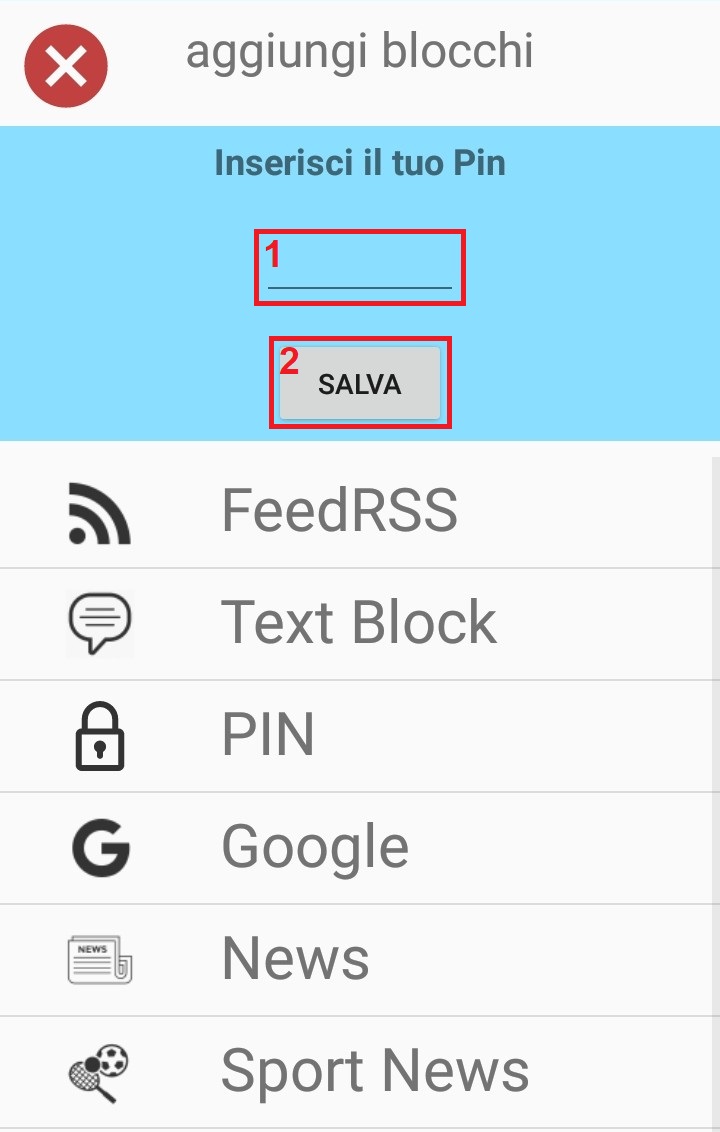 aggiungi blocchi
Inserisci il tuo Pin
1
2
SALVA
FeedRSS
Text Block
PIN
Google
NEWS
News
Sport News